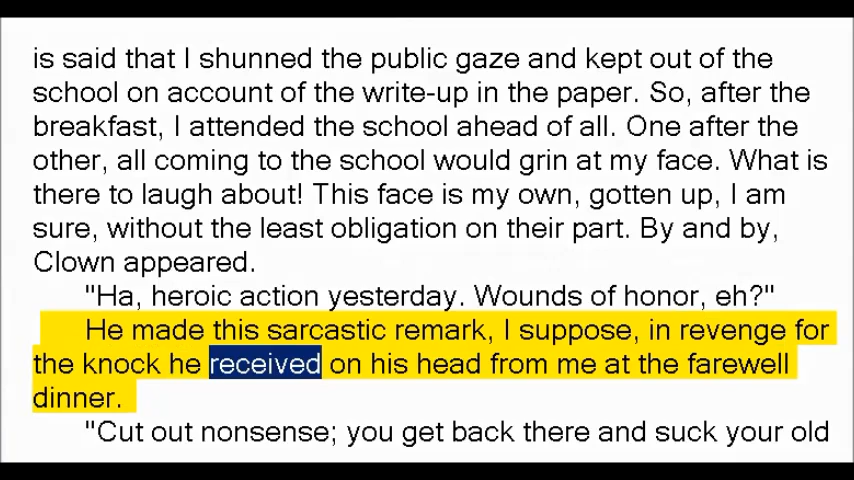 is said that I shunned the public gaze and kept out of the
school on account of the write-up in the paper. So, after the
breakfast, I attended the school ahead of all. One after the
other, all coming to the school would grin at my face. What is
there to laugh about! This face is my own, gotten up, I am
sure, without the least obligation on their part. By and by,
Clown appeared.
"Ha, heroic action yesterday. Wounds of honor, eh?"
He made this sarcastic remark, I suppose, in revenge for
the knock he received on his head from me at the farewell
dinner.
"Cut out nonsense; you get back there and suck your old